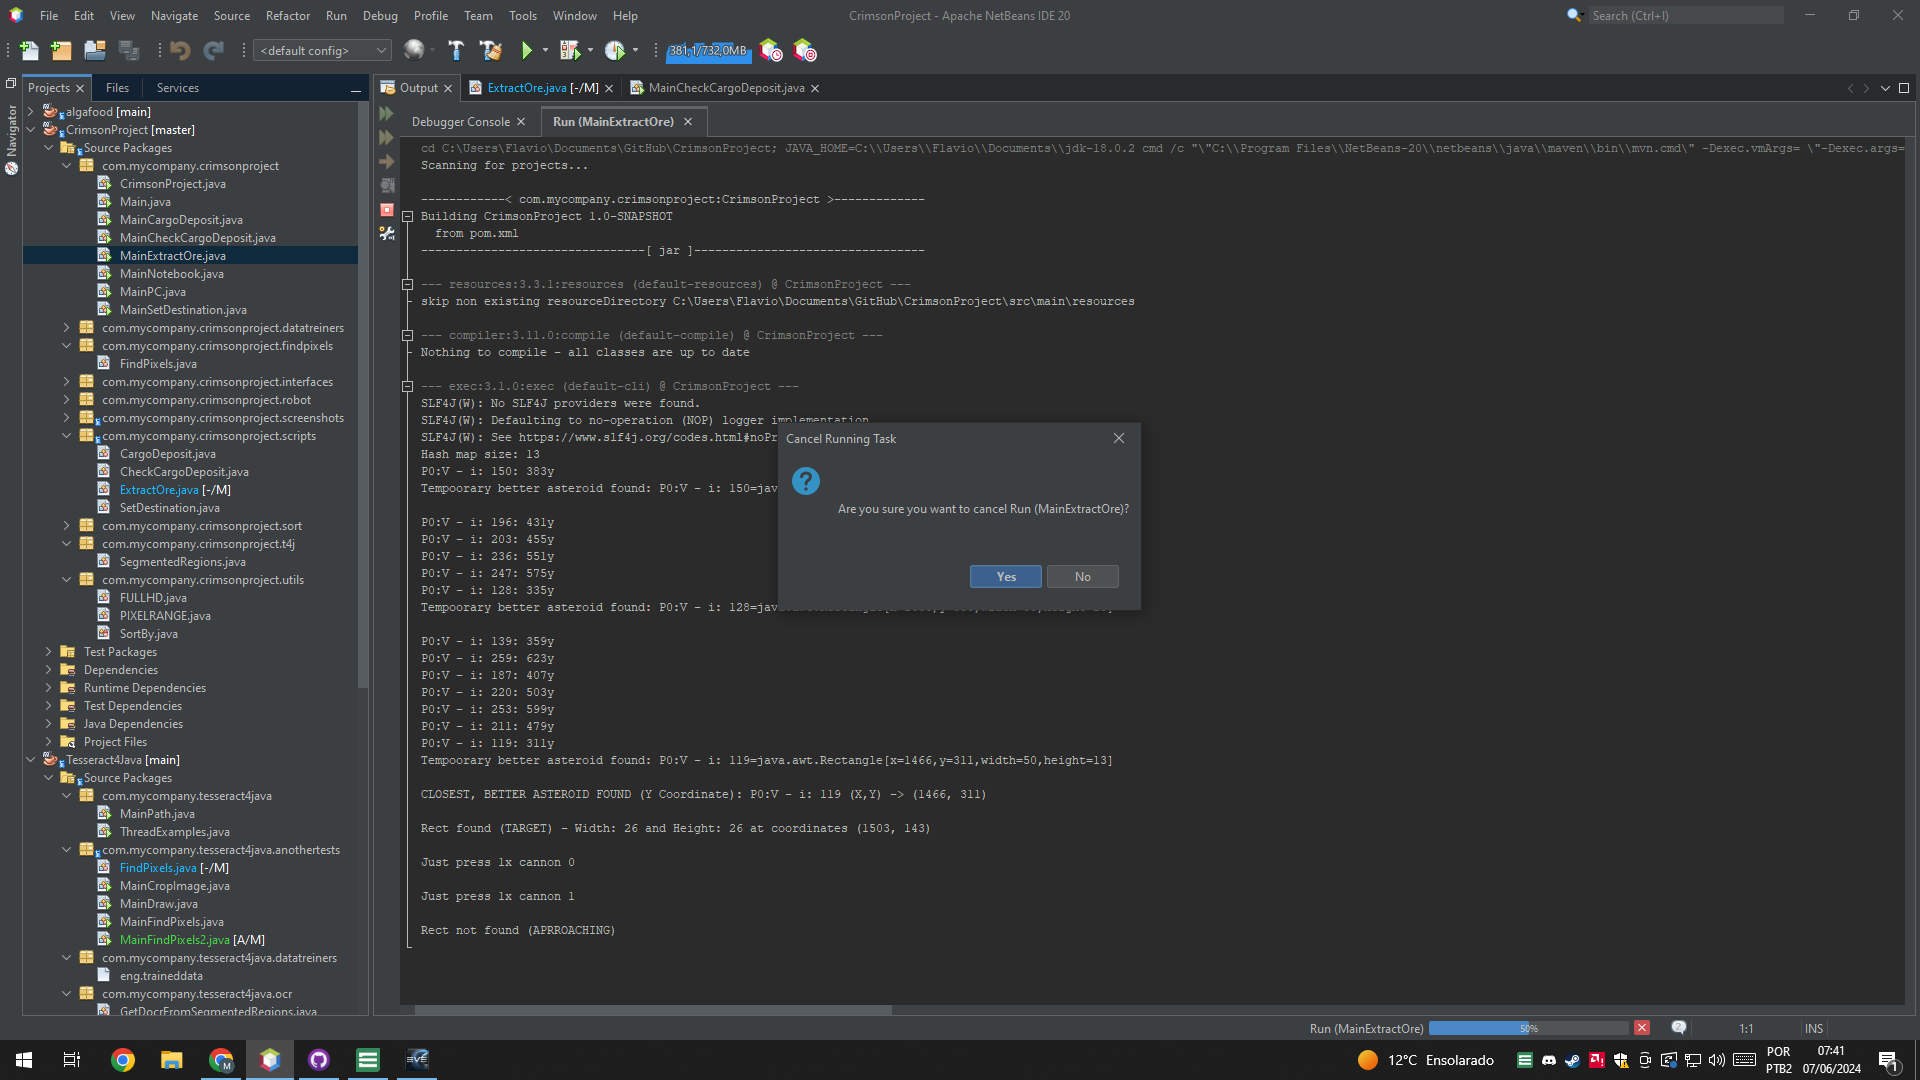 File Edit View Navigate Source Refactor Run Debug Profile Team Tools Window Help
CrimsonProject - Apache NetBeans IDE 20
Search (Ctrl+I)
<default config>
381,1/732,0MB
Projects Files Services
Navigator
algafood [main]
CrimsonProject [master]
Source Packages
com.mycompany.crimsonproject
CrimsonProject.java
Main.java
MainCargoDeposit.java
MainCheckCargoDeposit.java
MainExtractOre.java
MainNotebook.java
MainPC.java
MainSetDestination.java
com.mycompany.crimsonproject.datatreiners
com.mycompany.crimsonproject.findpixels
FindPixels.java
com.mycompany.crimsonproject.interfaces
com.mycompany.crimsonproject.robot
com.mycompany.crimsonproject.screenshots
com.mycompany.crimsonproject.scripts
CargoDeposit.java
CheckCargoDeposit.java
ExtractOre.java [-/M]
SetDestination.java
com.mycompany.crimsonproject.sort
com.mycompany.crimsonproject.t4j
SegmentedRegions.java
com.mycompany.crimsonproject.utils
FULLHD.java
PIXELRANGE.java
SortBy.java
Test Packages
Dependencies
Runtime Dependencies
Test Dependencies
Java Dependencies
Project Files
Tesseract4Java [main]
Source Packages
com.mycompany.tesseract4java
MainPath.java
ThreadExamples.java
com.mycompany.tesseract4java.anothertests
FindPixels.java [-/M]
MainCropImage.java
MainDraw.java
MainFindPixels.java
MainFindPixels2.java [A/M]
com.mycompany.tesseract4java.datatreiners
eng.traineddata
com.mycompany.tesseract4java.ocr
GetDocrFromSegmentedRegions.java
Output ExtractOre.java [-/M] MainCheckCargoDeposit.java
Debugger Console Run (MainExtractOre)
cd C:\Users\Flavio\Documents\GitHub\CrimsonProject; JAVA_HOME=C:\\Users\\Flavio\\Documents\\jdk-18.0.2 cmd /c "\"C:\\Program Files\\NetBeans-20\\netbeans\\java\\maven\\bin\\mvn.cmd\" -Dexec.vmArgs= \"-Dexec.args=
Scanning for projects...
------------< com.mycompany.crimsonproject:CrimsonProject >-------------
Building CrimsonProject 1.0-SNAPSHOT
from pom.xml
--------------------------------[ jar ]---------------------------------
--- resources:3.3.1:resources (default-resources) @ CrimsonProject ---
skip non existing resourceDirectory C:\Users\Flavio\Documents\GitHub\CrimsonProject\src\main\resources
--- compiler:3.11.0:compile (default-compile) @ CrimsonProject ---
Nothing to compile - all classes are up to date
--- exec:3.1.0:exec (default-cli) @ CrimsonProject ---
SLF4J(W): No SLF4J providers were found.
SLF4J(W): Defaulting to no-operation (NOP) logger implementation
SLF4J(W): See https://www.slf4j.org/codes.html#noPr
Hash map size: 13
P0:V - i: 150: 383y
Tempoorary better asteroid found: P0:V - i: 150=jav
P0:V - i: 196: 431y
P0:V - i: 203: 455y
P0:V - i: 236: 551y
P0:V - i: 247: 575y
P0:V - i: 128: 335y
Tempoorary better asteroid found: P0:V - i: 128=
P0:V - i: 139: 359y
P0:V - i: 259: 623y
P0:V - i: 187: 407y
P0:V - i: 220: 503y
P0:V - i: 253: 599y
P0:V - i: 211: 479y
P0:V - i: 119: 311y
Tempoorary better asteroid found: P0:V - i: 119=java.awt.Rectangle[x=1466,y=311,width=50,height=13]
CLOSEST, BETTER ASTEROID FOUND (Y Coordinate): P0:V - i: 119 (X,Y) -> (1466, 311)
Rect found (TARGET) - Width: 26 and Height: 26 at coordinates (1503, 143)
Just press 1x cannon 0
Just press 1x cannon 1
Rect not found (APRROACHING)
Cancel Running Task
Are you sure you want to cancel Run (MainExtractOre)?
Yes No
Run (MainExtractOre) 50% 1:1 INS
12°C Ensolarado
POR
PTB2
07:41
07/06/2024
1